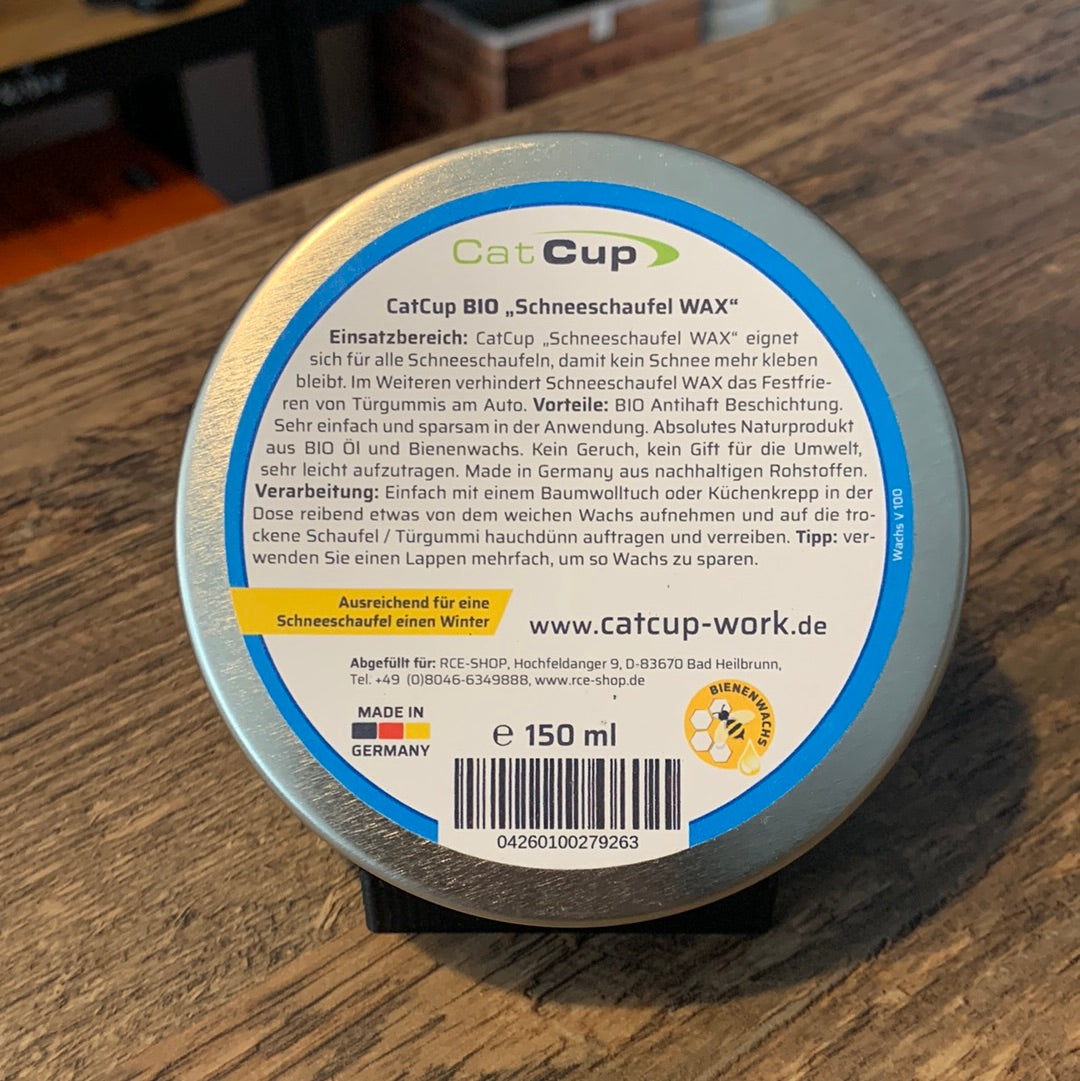 CatCup
CatCup BIO „Schneeschaufel WAX“
Einsatzbereich: CatCup „Schneeschaufel WAX“ eignet
sich für alle Schneeschaufeln, damit kein Schnee mehr kleben
bleibt. Im Weiteren verhindert Schneeschaufel WAX das Festfrie-
ren von Türgummis am Auto. Vorteile: BIO Antihaft Beschichtung.
Sehr einfach und sparsam in der Anwendung. Absolutes Naturprodukt
aus BIO Öl und Bienenwachs. Kein Geruch, kein Gift für die Umwelt,
sehr leicht aufzutragen. Made in Germany aus nachhaltigen Rohstoffen.
Verarbeitung: Einfach mit einem Baumwolltuch oder Küchenkrepp in der
Dose reibend etwas von dem weichen Wachs aufnehmen und auf die tro-
ckene Schaufel / Türgummi hauchdünn auftragen und verreiben. Tipp: ver-
wenden Sie einen Lappen mehrfach, um so Wachs zu sparen.
Wachs V 100
Ausreichend für eine
Schneeschaufel einen Winter
www.catcup-work.de
Abgefüllt für: RCE-SHOP, Hochfeldanger 9, D-83670 Bad Heilbrunn,
Tel. +49 (0)8046-6349888, www.rce-shop.de
MADE IN
GERMANY
℮ 150 ml
BIENENWACHS
04260100279263